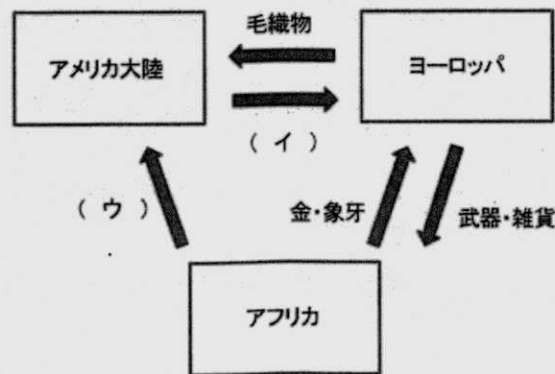 毛織物
アメリカ大陸
ヨーロッパ
( イ )
( ウ )
金・象牙
武器・雑貨
アフリカ